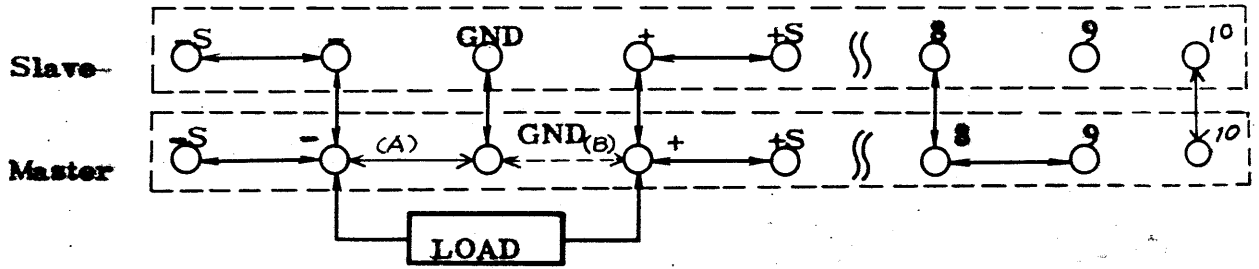 -S - GND + +S 8 9 10
Slave
-S - (A) GND (B) + +S 8 9 10
Master
LOAD